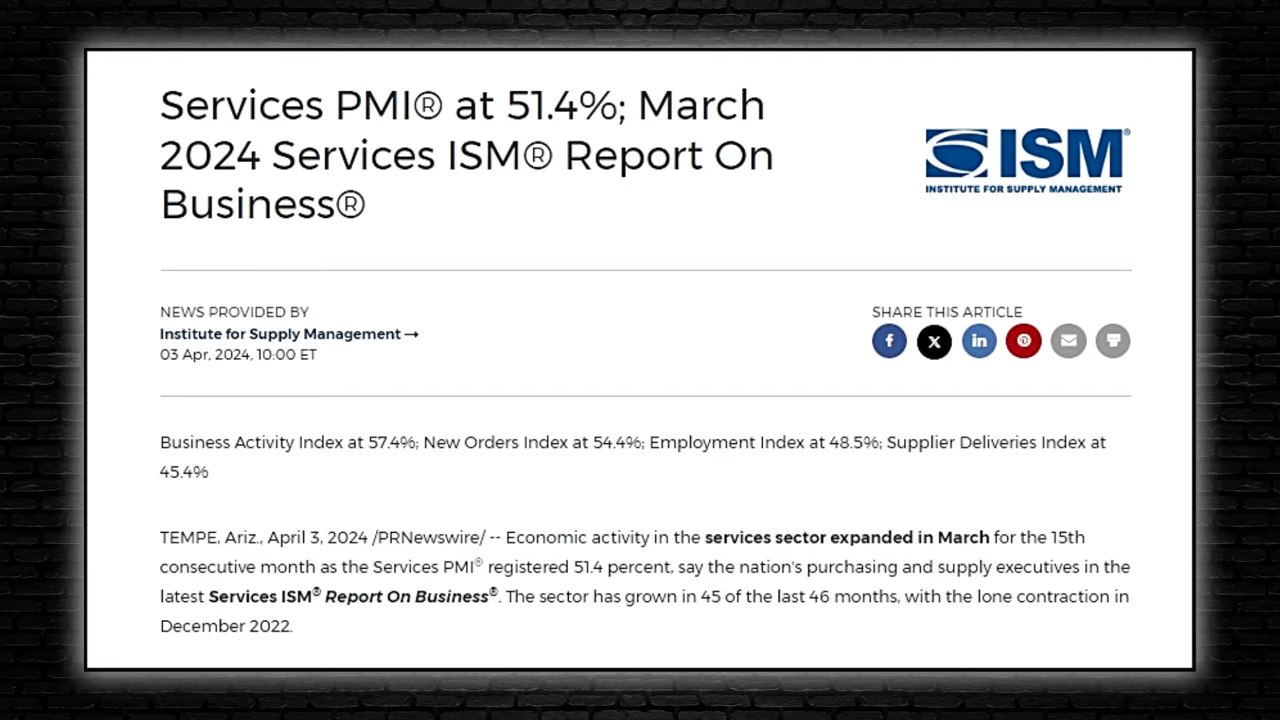 Services PMI® at 51.4%; March
2024 Services ISM® Report On
Business®
ISM®
INSTITUTE FOR SUPPLY MANAGEMENT
NEWS PROVIDED BY
Institute for Supply Management →
03 Apr, 2024, 10:00 ET
SHARE THIS ARTICLE
Business Activity Index at 57.4%; New Orders Index at 54.4%; Employment Index at 48.5%; Supplier Deliveries Index at
45.4%
TEMPE, Ariz., April 3, 2024 /PRNewswire/ -- Economic activity in the services sector expanded in March for the 15th
consecutive month as the Services PMI® registered 51.4 percent, say the nation's purchasing and supply executives in the
latest Services ISM® Report On Business®. The sector has grown in 45 of the last 46 months, with the lone contraction in
December 2022.